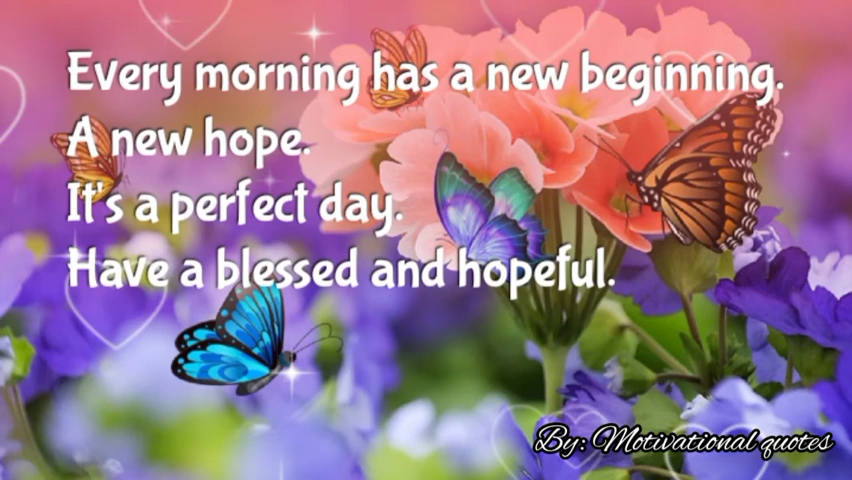 Every morning has a new beginning.
A new hope.
It's a perfect day.
Have a blessed and hopeful.
By: Motivational quotes